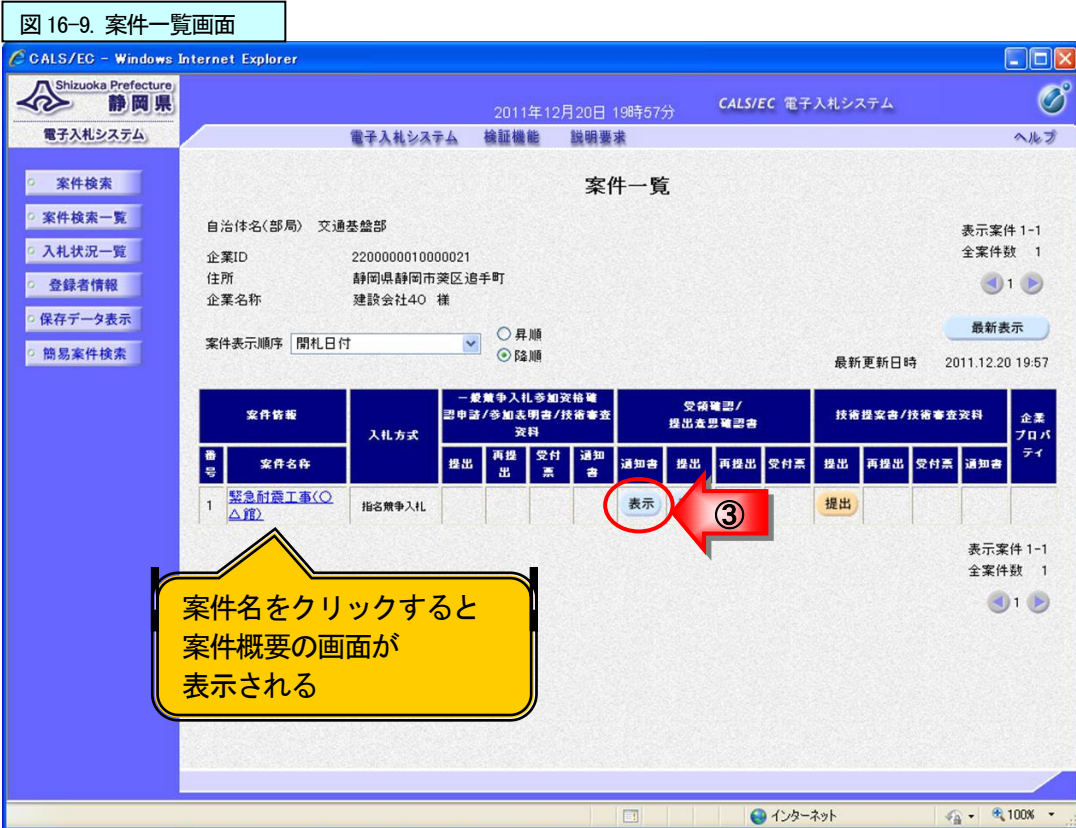 図 16-9. 案件一覧画面
CALS/EC - Windows Internet Explorer
Shizuoka Prefecture
静岡県
電子入札システム
2011年12月20日 19時57分
CALS/EC 電子入札システム
電子入札システム 検証機能 説明要求
ヘルプ
案件検索
案件検索一覧
入札状況一覧
登録者情報
保存データ表示
簡易案件検索
案件一覧
自治体名(部局) 交通基盤部
企業ID 2200000010000021
住所 静岡県静岡市葵区追手町
企業名称 建設会社40 様
表示案件 1-1
全案件数 1
1
案件表示順序 開札日付
昇順
降順
最新表示
最新更新日時 2011.12.20 19:57
案件情報
入札方式
一般競争入札参加資格確
認申請/参加表明書/技術審査
資料
受領確認/
提出意思確認書
技術提案書/技術審査資料
企業
プロパ
ティ
番
号
案件名称
提出 再提
出 受付
票 通知
書 通知書 提出 再提出 受付票 提出 再提出 受付票 通知書
1 緊急耐震工事(○
△館)
指名競争入札
表示
③
提出
表示案件 1-1
全案件数 1
1
案件名をクリックすると
案件概要の画面が
表示される
インターネット
100%